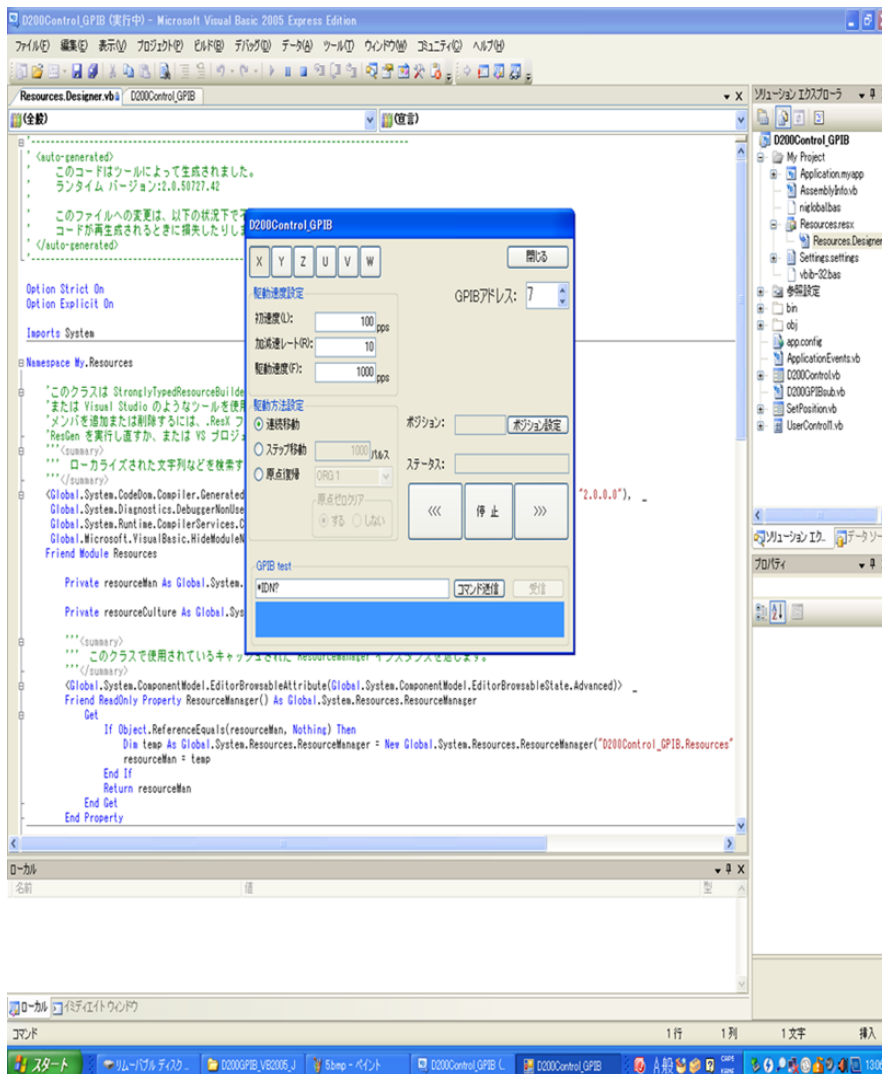 D200Control_GPIB (実行中) - Microsoft Visual Basic 2005 Express Edition
ファイル(F) 編集(E) 表示(V) プロジェクト(P) ビルド(B) デバッグ(D) データ(A) ツール(T) ウィンドウ(W) コミュニティ(C) ヘルプ(H)
Resources.Designer.vb D200Control_GPIB
(全般) (宣言)
'------------------------------------------------------------------------------
' <auto-generated>
' このコードはツールによって生成されました。
' ランタイム バージョン:2.0.50727.42
'
' このファイルへの変更は、以下の状況下で不
' コードが再生成されるときに損失したりしま
' </auto-generated>
'
Option Strict On
Option Explicit On
Imports System
Namespace My.Resources
'このクラスは StronglyTypedResourceBuilde
'または Visual Studio のようなツールを使用
'メンバを追加または削除するには、.ResX フ
'ResGen を実行し直すか、または VS プロジェ
'''<summary>
''' ローカライズされた文字列などを検索す
'''</summary>
<Global.System.CodeDom.Compiler.Generated "2.0.0.0"), _
Global.System.Diagnostics.DebuggerNonUse
Global.System.Runtime.CompilerServices.C
Global.Microsoft.VisualBasic.HideModuleN
Friend Module Resources
Private resourceMan As Global.System.
Private resourceCulture As Global.Sys
'''<summary>
''' このクラスで使用されているキャッシュされた ResourceManager インスタンスを返します。
'''</summary>
<Global.System.ComponentModel.EditorBrowsableAttribute(Global.System.ComponentModel.EditorBrowsableState.Advanced)> _
Friend ReadOnly Property ResourceManager() As Global.System.Resources.ResourceManager
Get
If Object.ReferenceEquals(resourceMan, Nothing) Then
Dim temp As Global.System.Resources.ResourceManager = New Global.System.Resources.ResourceManager("D200Control_GPIB.Resources"
resourceMan = temp
End If
Return resourceMan
End Get
End Property
D200Control_GPIB
X Y Z U V W 閉じる
駆動速度設定 GPIBアドレス: 7
初速度(L): 100 pps
加減速レート(R): 10
駆動速度(F): 1000 pps
駆動方法設定
連続移動 ポジション: ポジション設定
ステップ移動 1000 パルス
ステータス:
原点復帰 ORG.1
原点ゼロクリア
する しない
<<< 停 止 >>>
GPIB test
*IDN? コマンド送信 受信
ソリューション エクスプローラ
D200Control_GPIB
My Project
Application.myapp
AssemblyInfo.vb
niglobal.bas
Resources.resx
Resources.Designer
Settings.settings
vbib-32.bas
参照設定
bin
obj
app.config
ApplicationEvents.vb
D200Control.vb
D200GPIBsub.vb
SetPosition.vb
UserControl1.vb
ソリューション エク... データ ソー
プロパティ
ローカル
名前 値 型
ローカル イミディエイト ウィンドウ
コマンド 1 行 1 列 1 文字 挿入
スタート リムーバブル ディスク... D200GPIB_VB2005_J 5.bmp - ペイント D200Control_GPIB (... D200Control_GPIB A 般 CAPS KANA